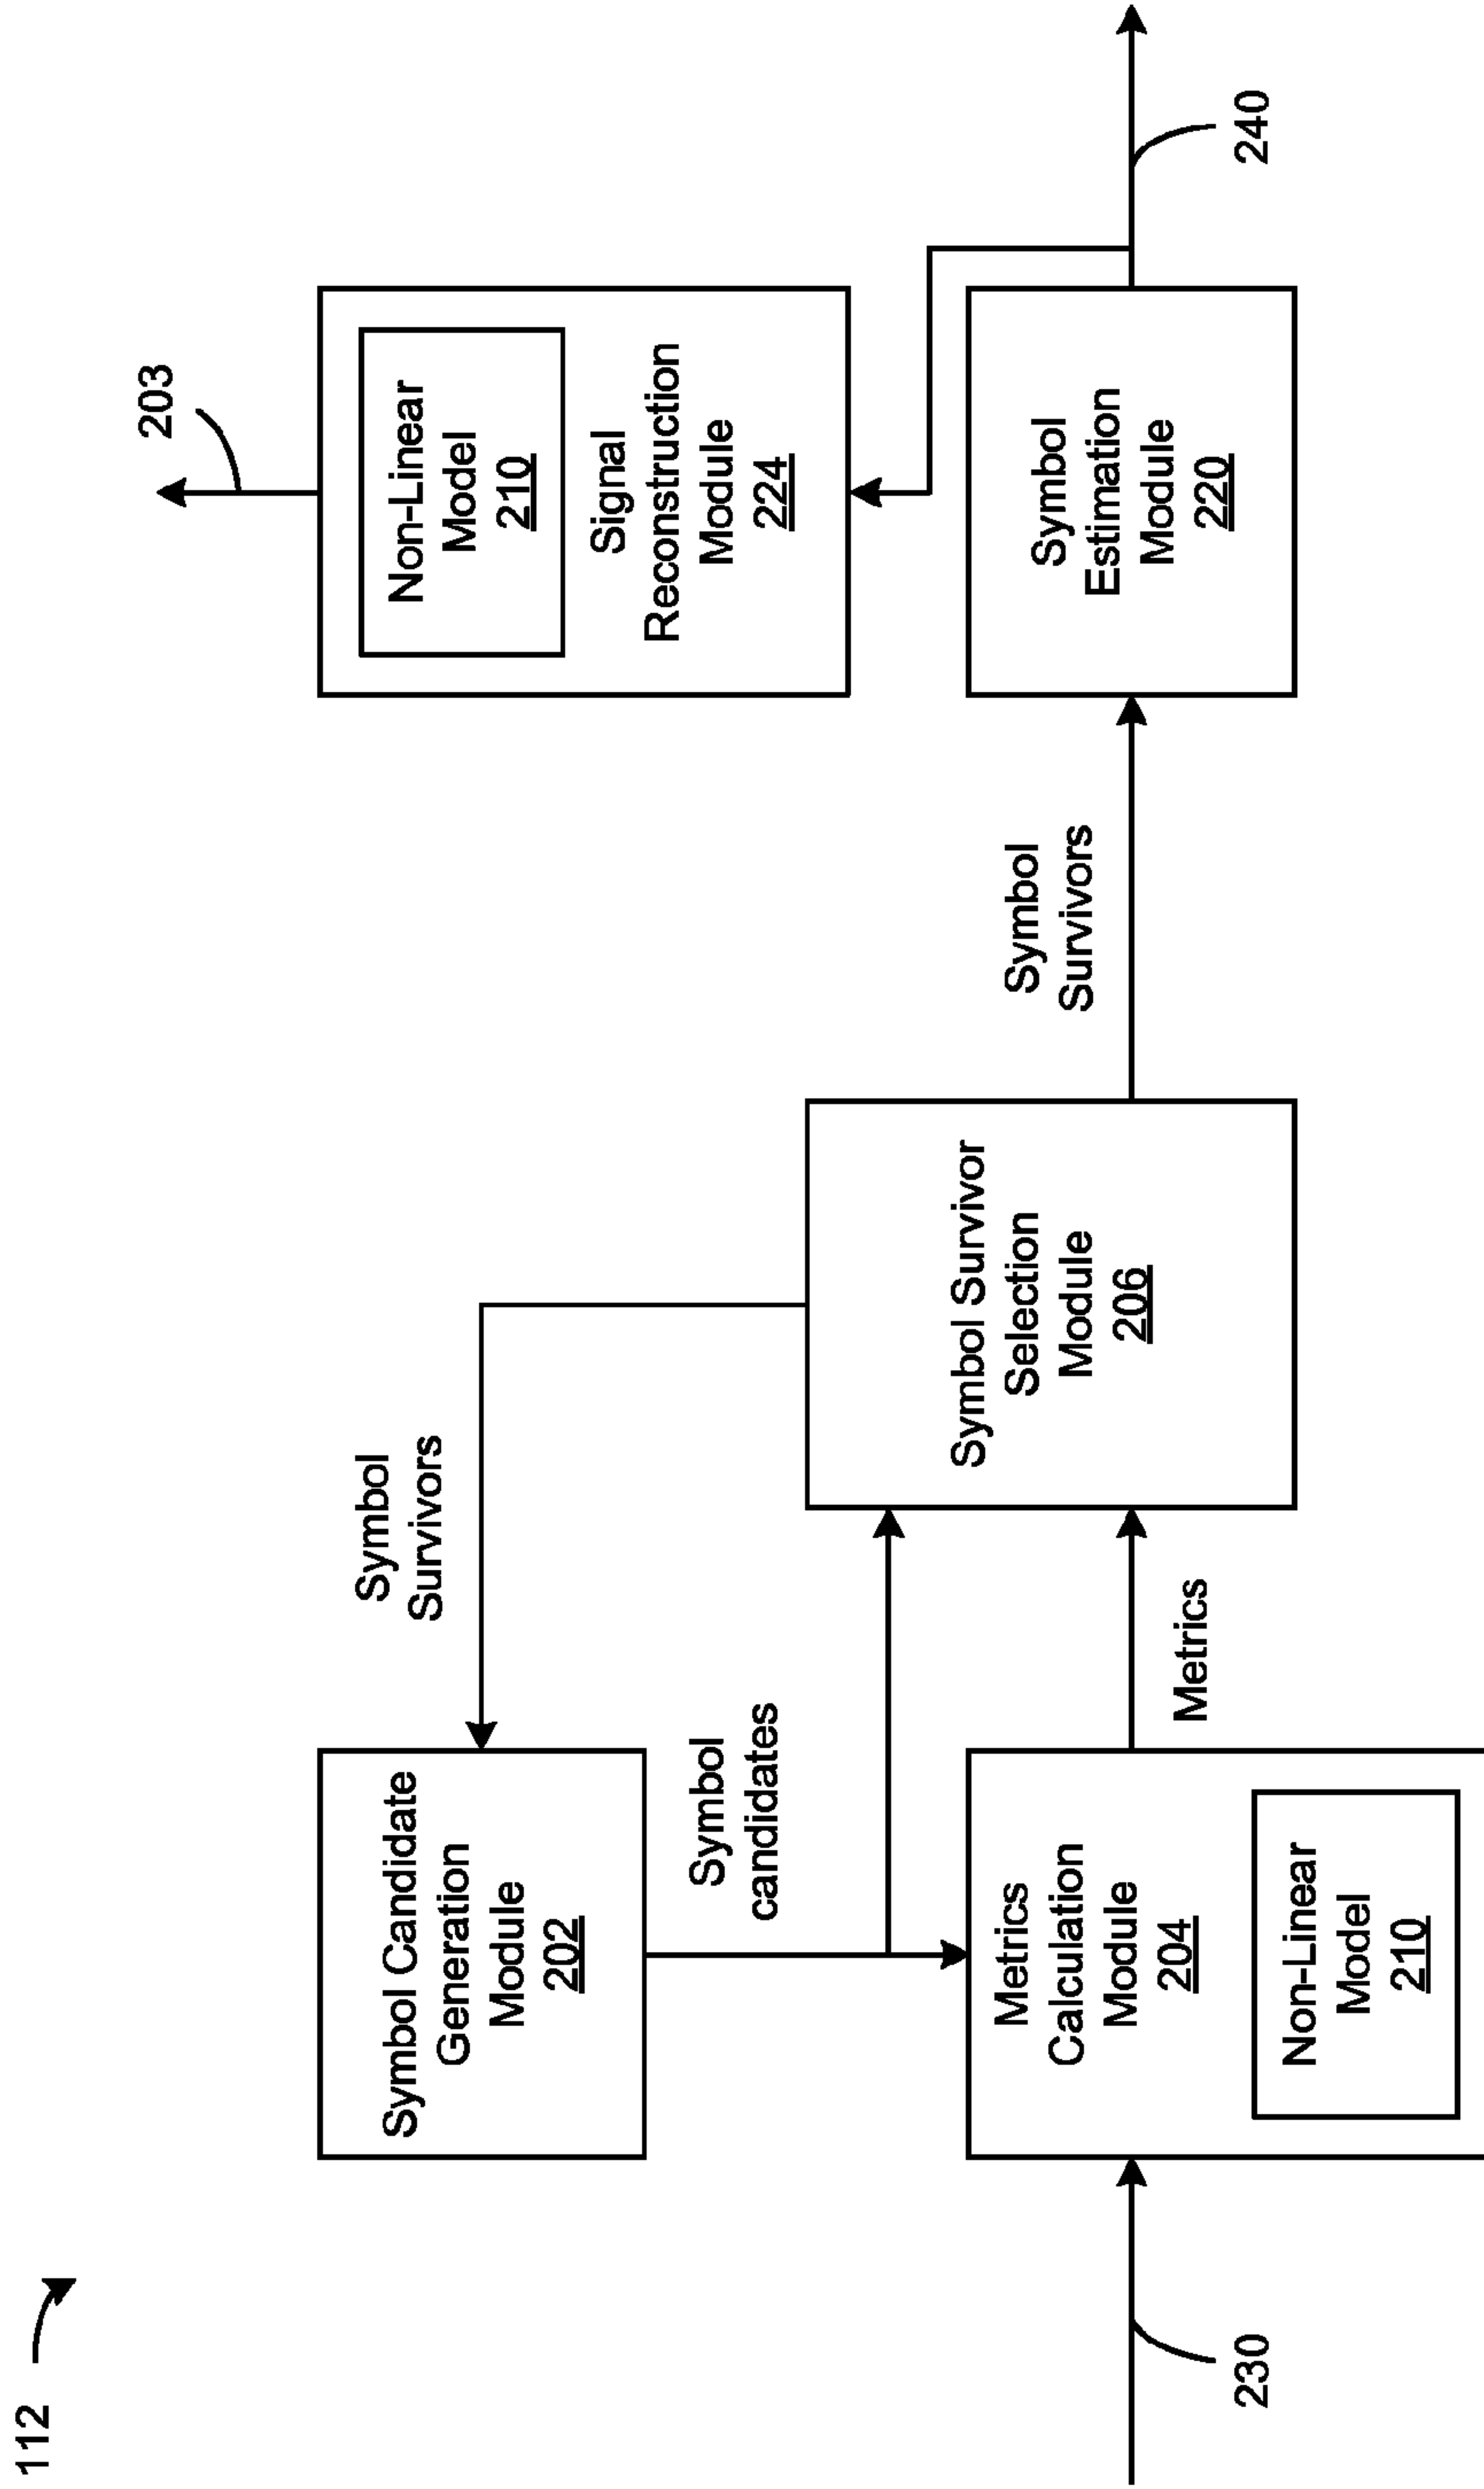 112
Symbol Candidate
Generation
Module
202
Symbol
Survivors
Symbol
candidates
230
Metrics
Calculation
Module
204
Non-Linear
Model
210
Metrics
Symbol Survivor
Selection
Module
206
Symbol
Survivors
203
Non-Linear
Model
210
Signal
Reconstruction
Module
224
Symbol
Estimation
Module
220
240